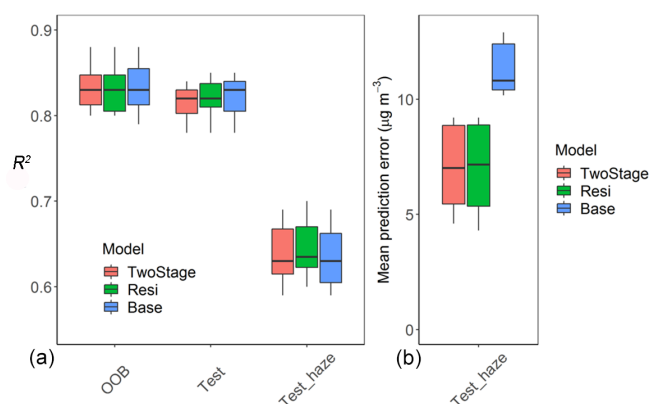 0.9
0.8
0.7
0.6
R²
Model
TwoStage
Resi
Base
(a)
OOB
Test
Test_haze
Mean prediction error (µg m⁻³)
10
5
0
(b)
Test_haze
Model
TwoStage
Resi
Base